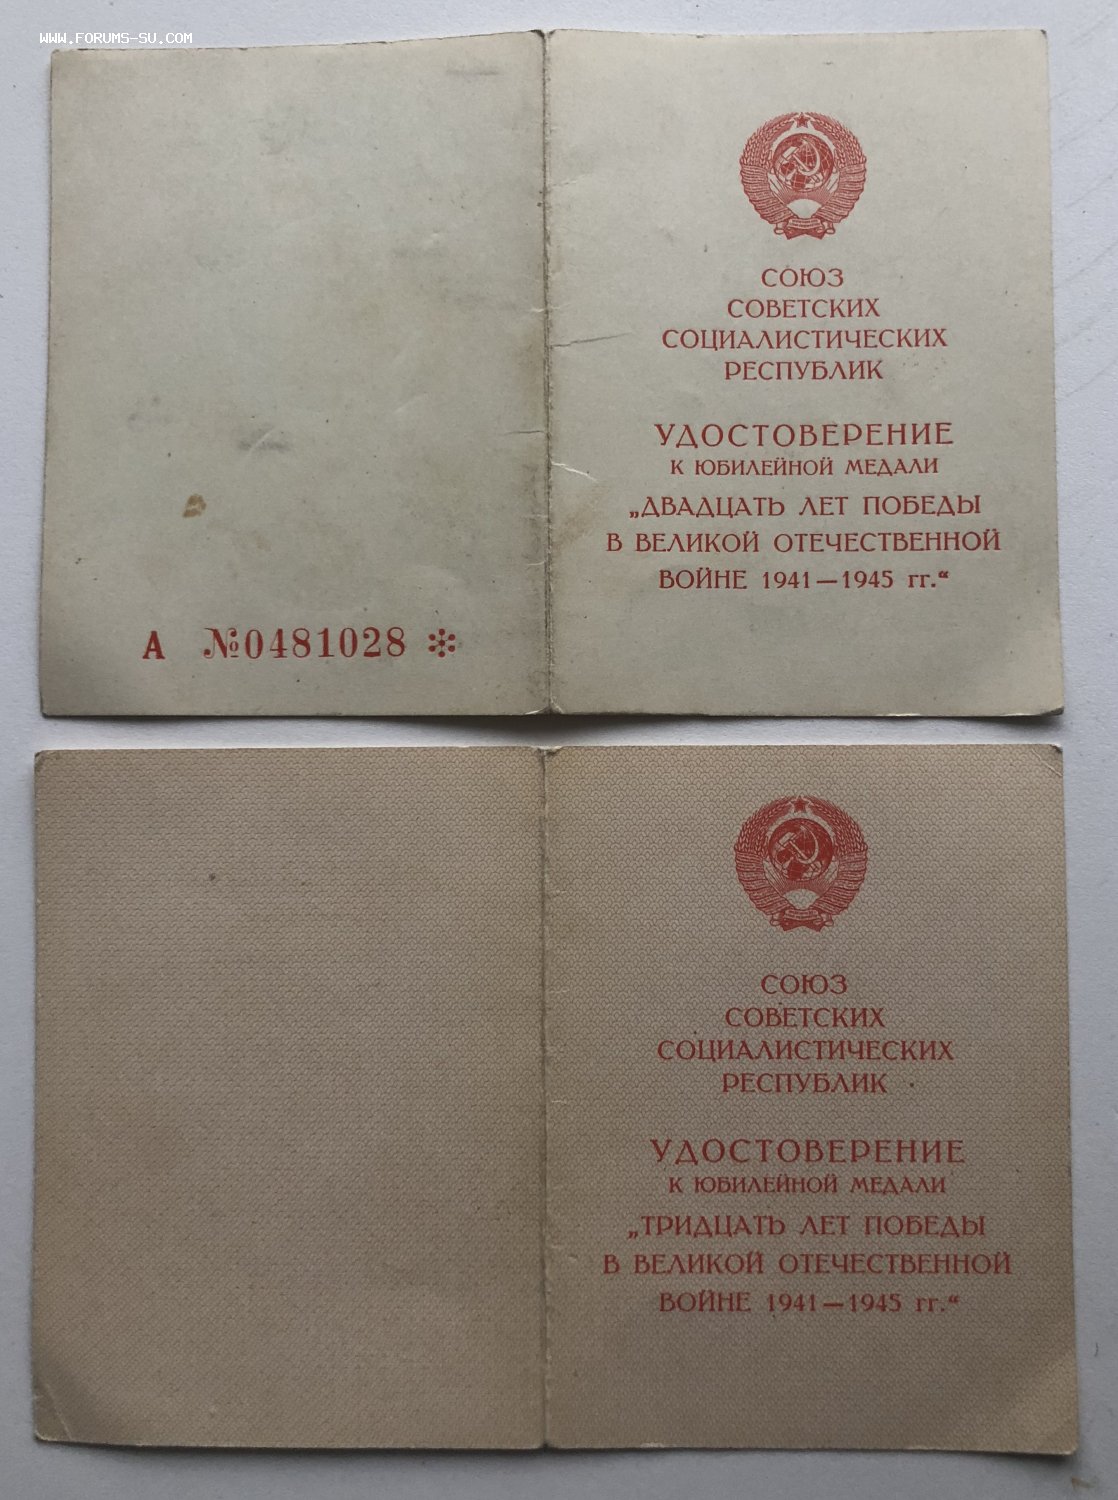 WWW.FORUMS-SU.COM
А №0481028 *
СОЮЗ
СОВЕТСКИХ
СОЦИАЛИСТИЧЕСКИХ
РЕСПУБЛИК
УДОСТОВЕРЕНИЕ
К ЮБИЛЕЙНОЙ МЕДАЛИ
„ДВАДЦАТЬ ЛЕТ ПОБЕДЫ
В ВЕЛИКОЙ ОТЕЧЕСТВЕННОЙ
ВОЙНЕ 1941—1945 гг.“
СОЮЗ
СОВЕТСКИХ
СОЦИАЛИСТИЧЕСКИХ
РЕСПУБЛИК
УДОСТОВЕРЕНИЕ
К ЮБИЛЕЙНОЙ МЕДАЛИ
„ТРИДЦАТЬ ЛЕТ ПОБЕДЫ
В ВЕЛИКОЙ ОТЕЧЕСТВЕННОЙ
ВОЙНЕ 1941—1945 гг.“